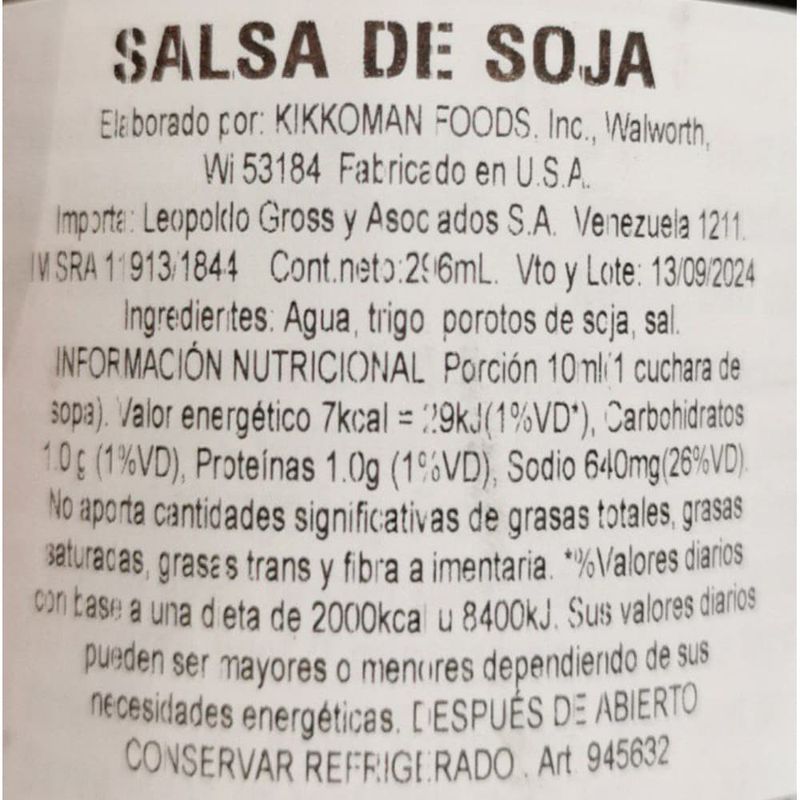 SALSA DE SOJA
Elaborado por: KIKKOMAN FOODS. Inc., Walworth,
Wi 53184 Fabricado en U.S.A.
Importa: Leopoldo Gross y Asociados S.A. Venezuela 1211.
Cont.neto:296mL. Vto y Lote: 13/09/2024
Ingredientes: Agua, trigo porotos de soja, sal.
INFORMACIÓN NUTRICIONAL Porción 10ml(1 cuchara de
sopa). Valor energético 7kcal = 29kJ(1%VD*), Carbohidratos
1.0g (1%VD), Proteínas 1.0g (1%VD), Sodio 640mg(26%VD).
No aporta cantidades significativas de grasas totales, grasas
saturadas, grasas trans y fibra alimentaria. *%Valores diarios
con base a una dieta de 2000kcal u 8400kJ. Sus valores diarios
pueden ser mayores o menores dependiendo de sus
necesidades energéticas. DESPUÉS DE ABIERTO
CONSERVAR REFRIGERADO. Art 945632